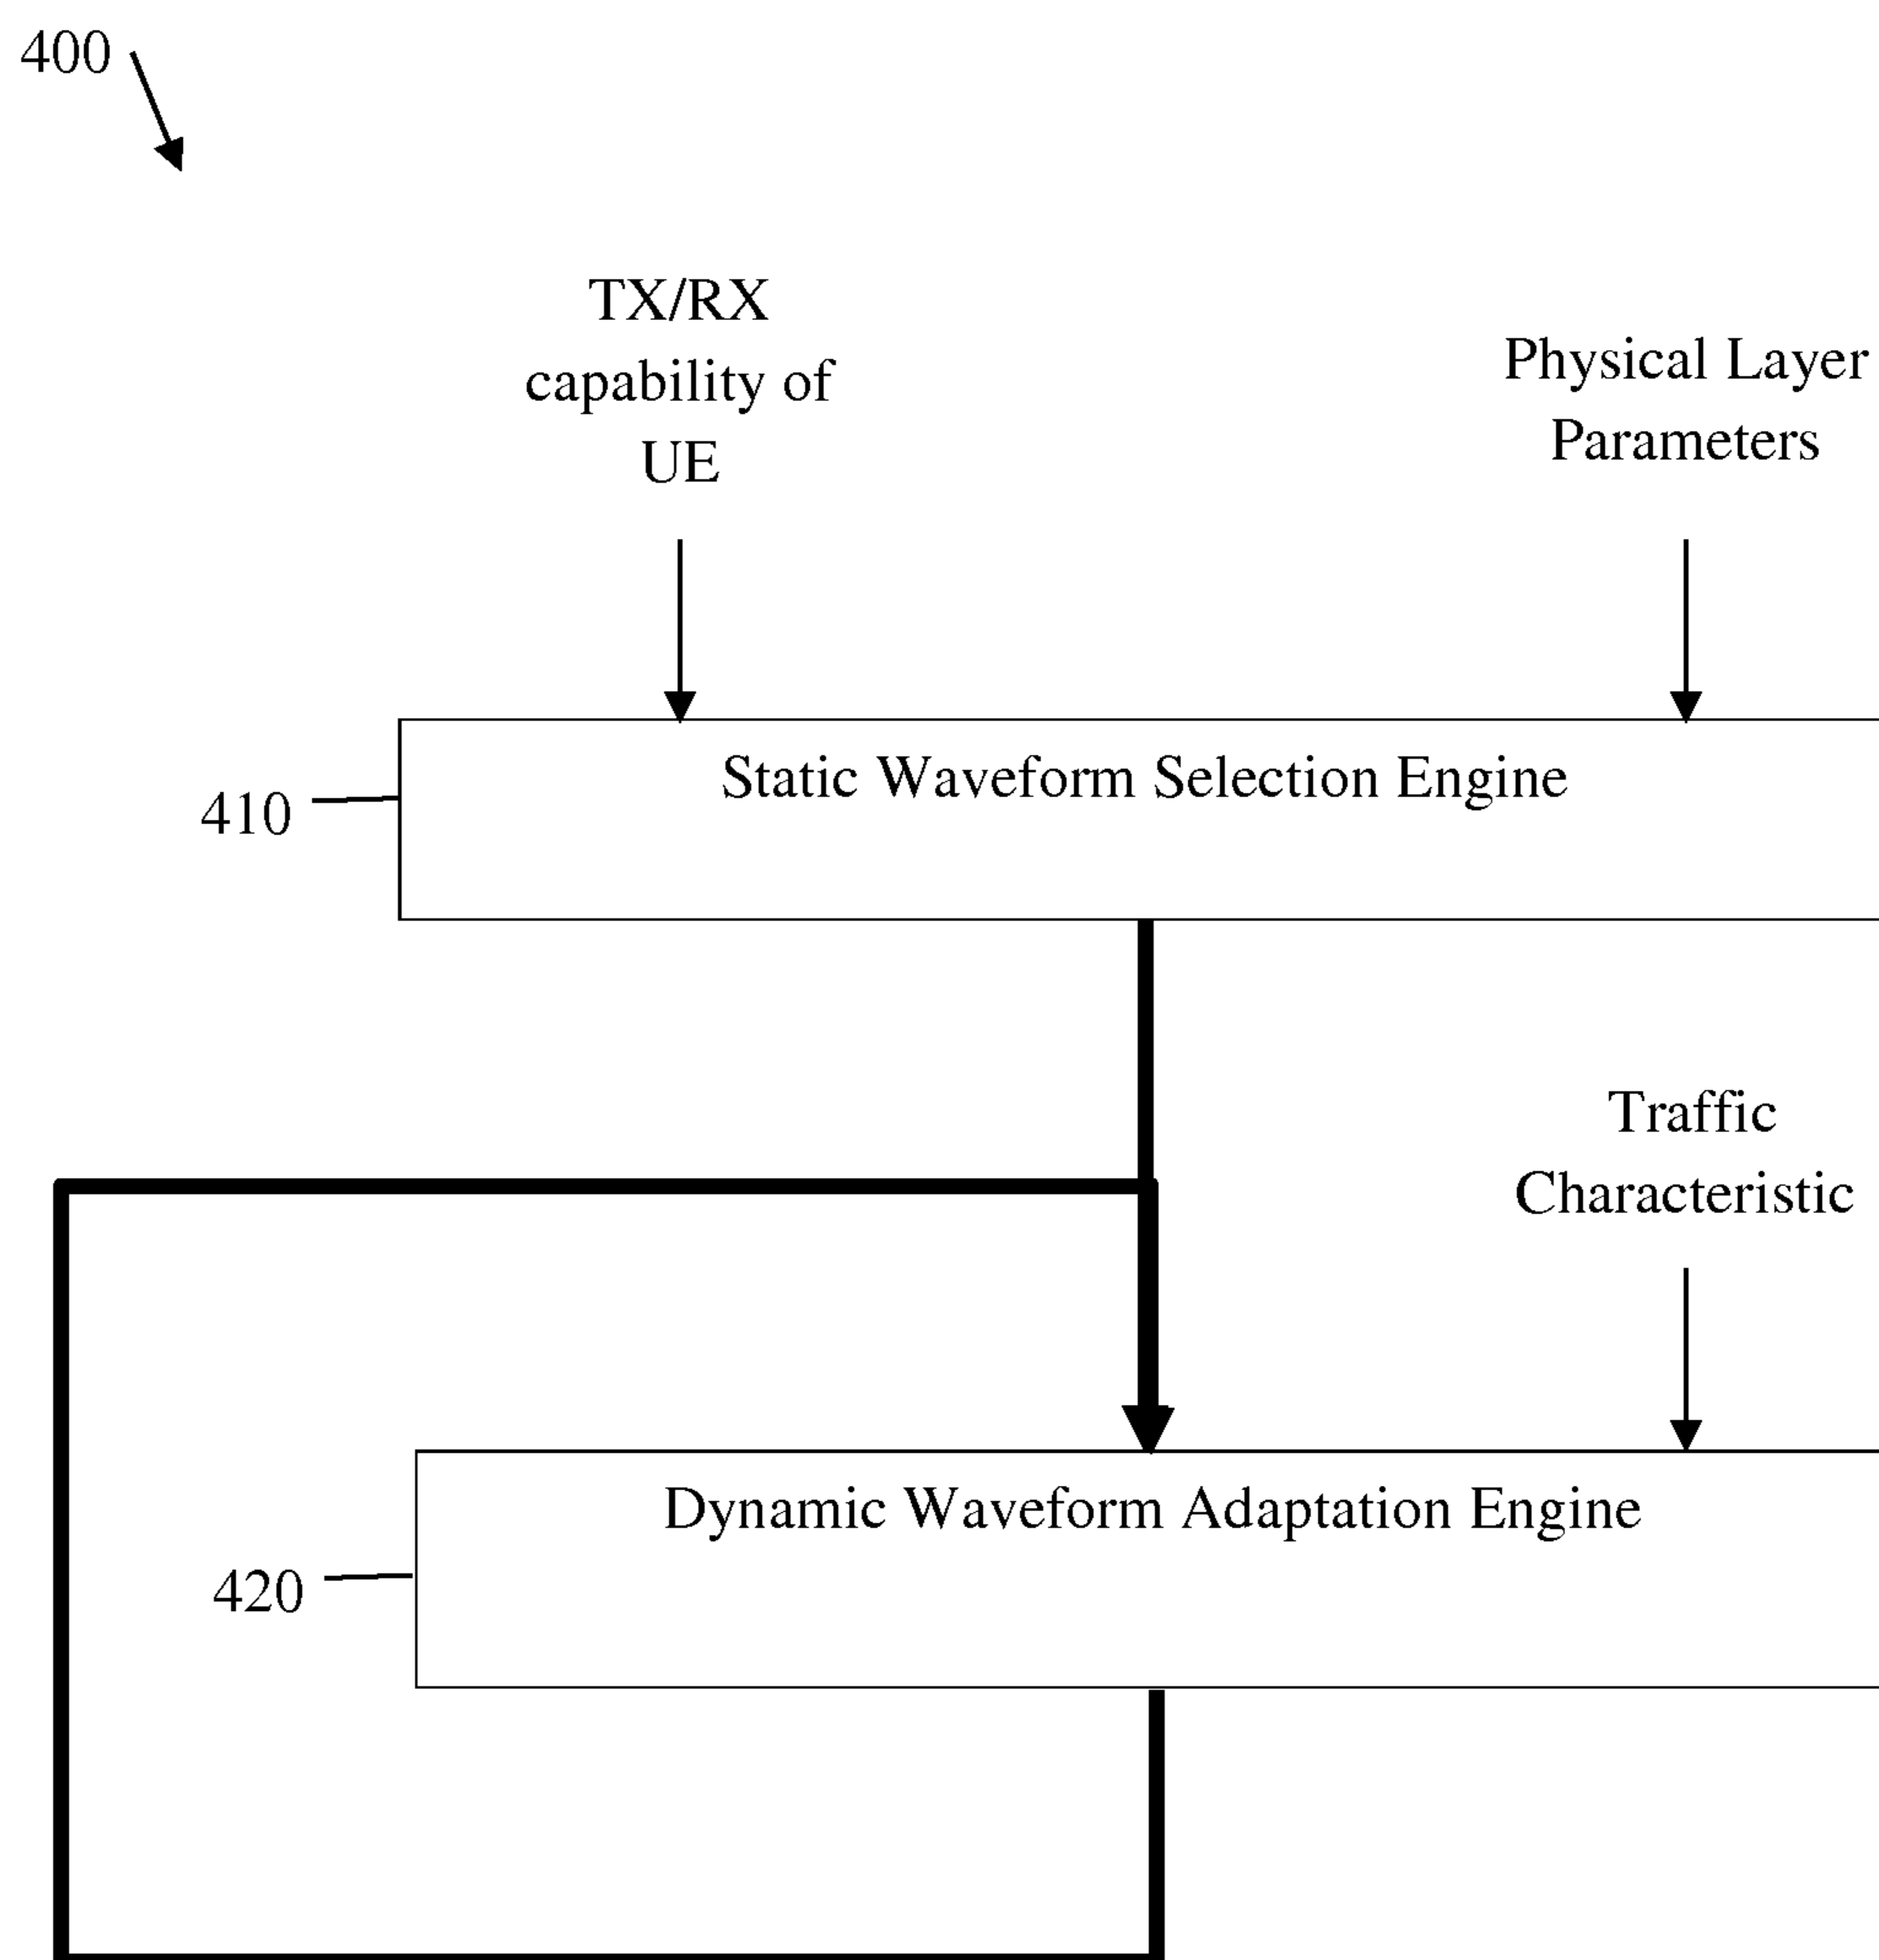 400
TX/RX
capability of
UE
Physical Layer
Parameters
Static Waveform Selection Engine
410
Traffic
Characteristic
Dynamic Waveform Adaptation Engine
420